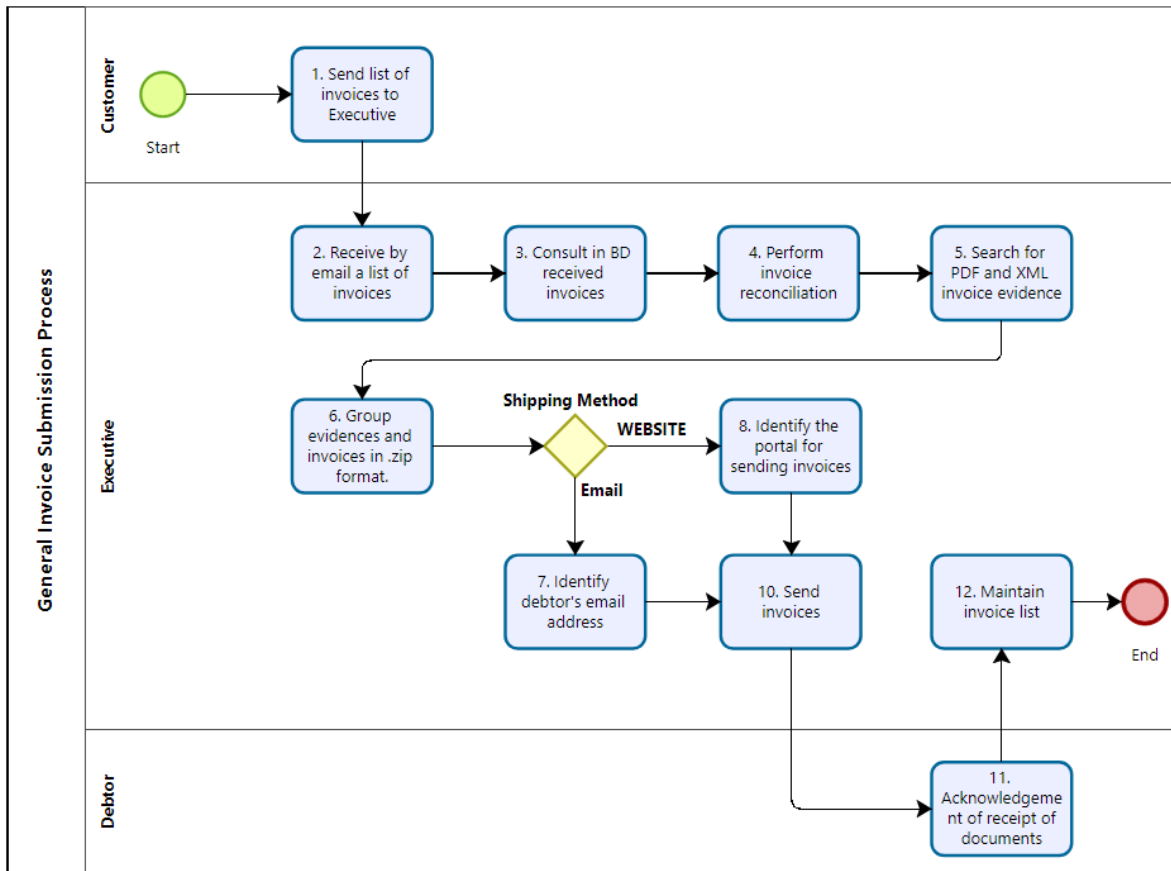 General Invoice Submission Process
Customer
Start
1. Send list of
invoices to
Executive
Executive
2. Receive by
email a list of
invoices
3. Consult in BD
received
invoices
4. Perform
invoice
reconciliation
5. Search for
PDF and XML
invoice evidence
6. Group
evidences and
invoices in .zip
format.
Shipping Method
WEBSITE
Email
8. Identify the
portal for
sending invoices
7. Identify
debtor's email
address
10. Send
invoices
12. Maintain
invoice list
End
Debtor
11.
Acknowledgeme
nt of receipt of
documents